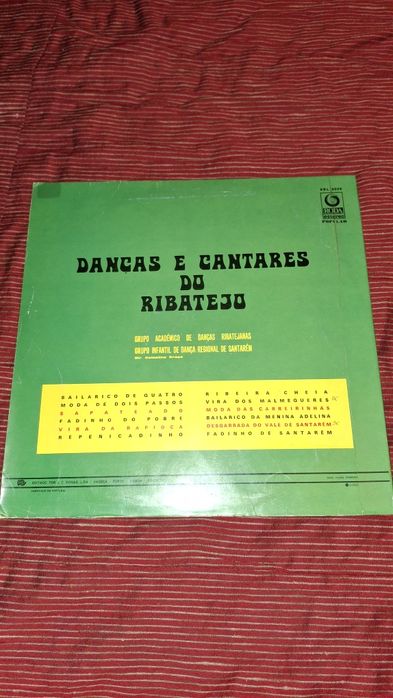 RODA
POPULAR
DANÇAS E CANTARES
DO
RIBATEJO
GRUPO ACADÉMICO DE DANÇAS RIBATEJANAS
GRUPO INFANTIL DE DANÇA REGIONAL DE SANTARÉM
BAILARICO DE QUATRO
MODA DE DOIS PASSOS
SAPATEADO
FADINHO DO POBRE
VIRA DA RAPIOCA
REPENICADINHO
RIBEIRA CHEIA
VIRA DOS MALMEQUERES
MODA DAS CARREIRINHAS
BAILARICO DA MENINA ADELINA
DESGARRADA DO VALE DE SANTARÉM
FADINHO DE SANTARÉM